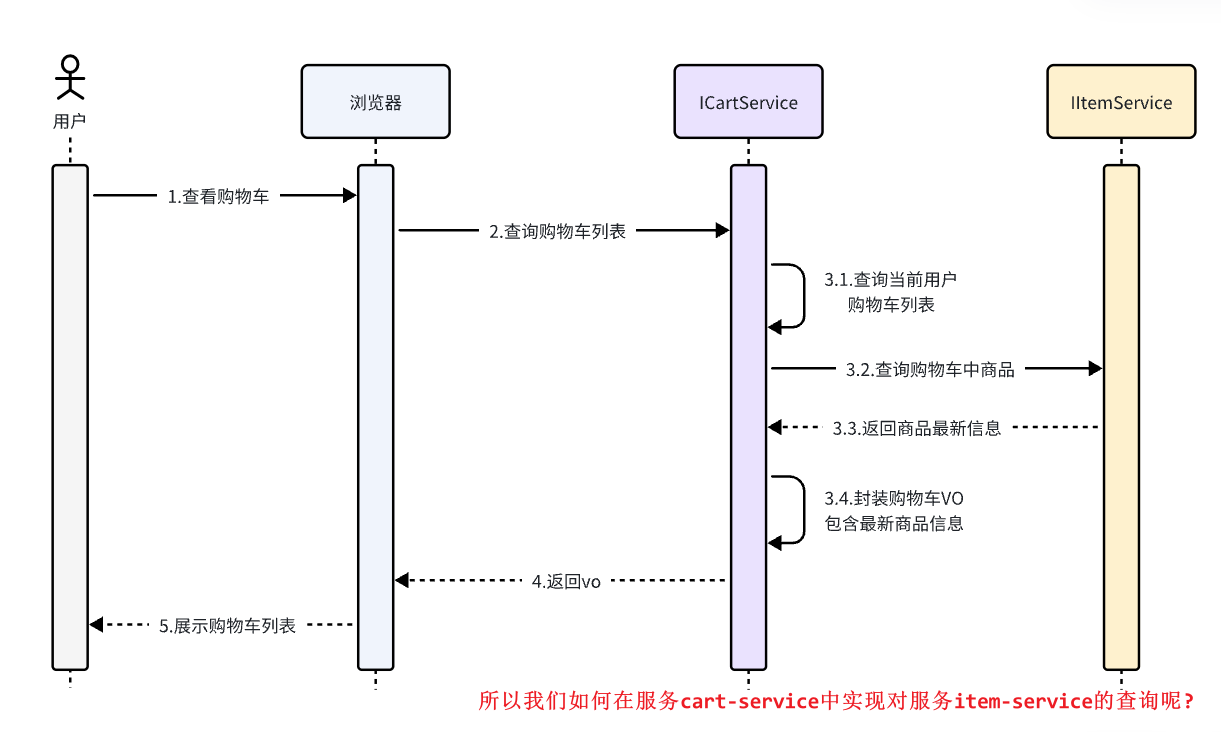 用户
浏览器
ICartService
IItemService
1.查看购物车
2.查询购物车列表
3.1.查询当前用户
购物车列表
3.2.查询购物车中商品
3.3.返回商品最新信息
3.4.封装购物车VO
包含最新商品信息
4.返回vo
5.展示购物车列表
所以我们如何在服务cart-service中实现对服务item-service的查询呢?